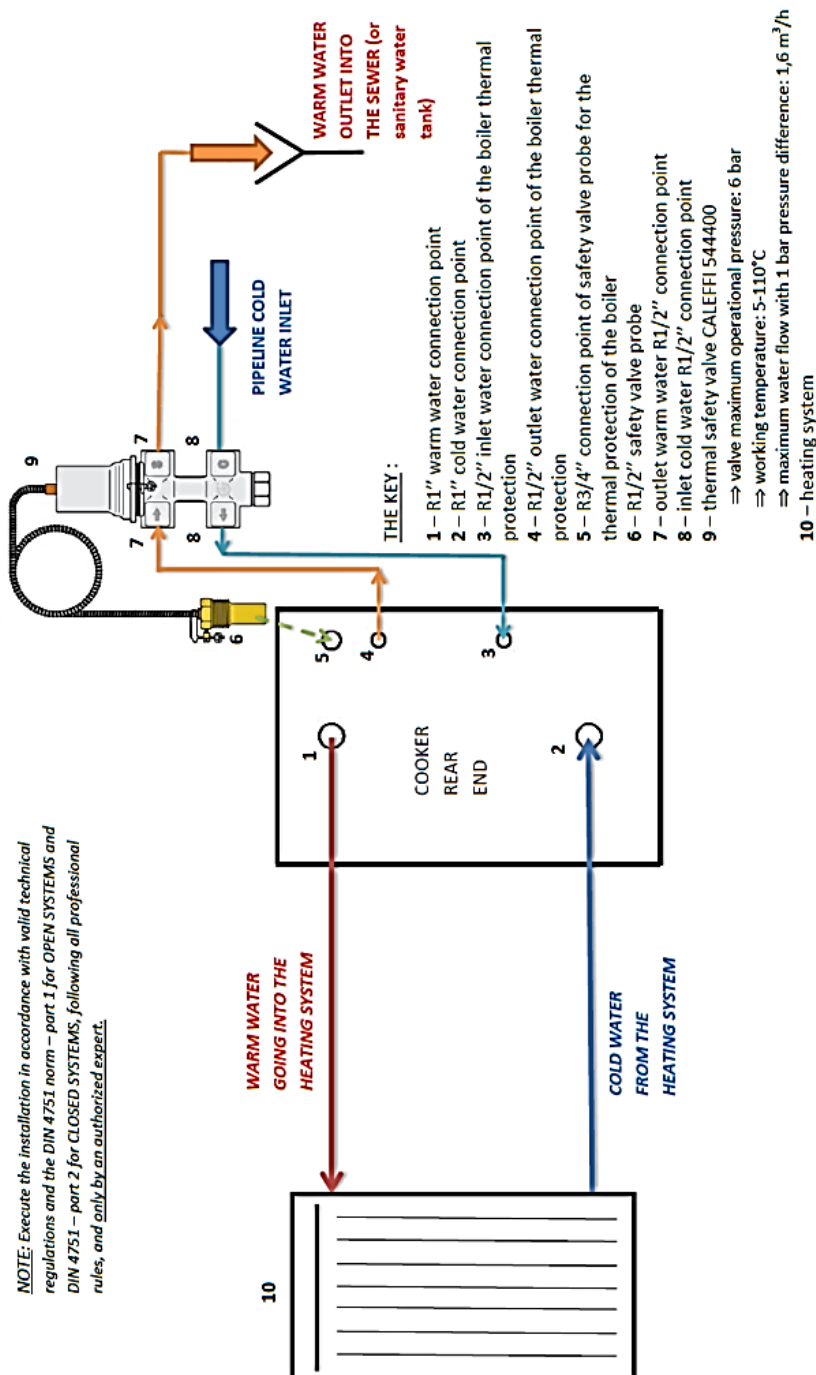 NOTE: Execute the installation in accordance with valid technical
regulations and the DIN 4751 norm – part 1 for OPEN SYSTEMS and
DIN 4751 – part 2 for CLOSED SYSTEMS, following all professional
rules, and only by an authorized expert.
10
WARM WATER
GOING INTO THE
HEATING SYSTEM
COLD WATER
FROM THE
HEATING SYSTEM
1
2
COOKER
REAR
END
5
4
3
6
9
7
7
8
8
PIPELINE COLD
WATER INLET
WARM WATER
OUTLET INTO
THE SEWER (or
sanitary water
tank)
THE KEY :
1 – R1’’ warm water connection point
2 – R1’’ cold water connection point
3 – R1/2’’ inlet water connection point of the boiler thermal
protection
4 – R1/2’’ outlet water connection point of the boiler thermal
protection
5 – R3/4’’ connection point of safety valve probe for the
thermal protection of the boiler
6 – R1/2’’ safety valve probe
7 – outlet warm water R1/2’’ connection point
8 – inlet cold water R1/2’’ connection point
9 – thermal safety valve CALEFFI 544400
⇒ valve maximum operational pressure: 6 bar
⇒ working temperature: 5-110°C
⇒ maximum water flow with 1 bar pressure difference: 1,6 m³/h
10 – heating system